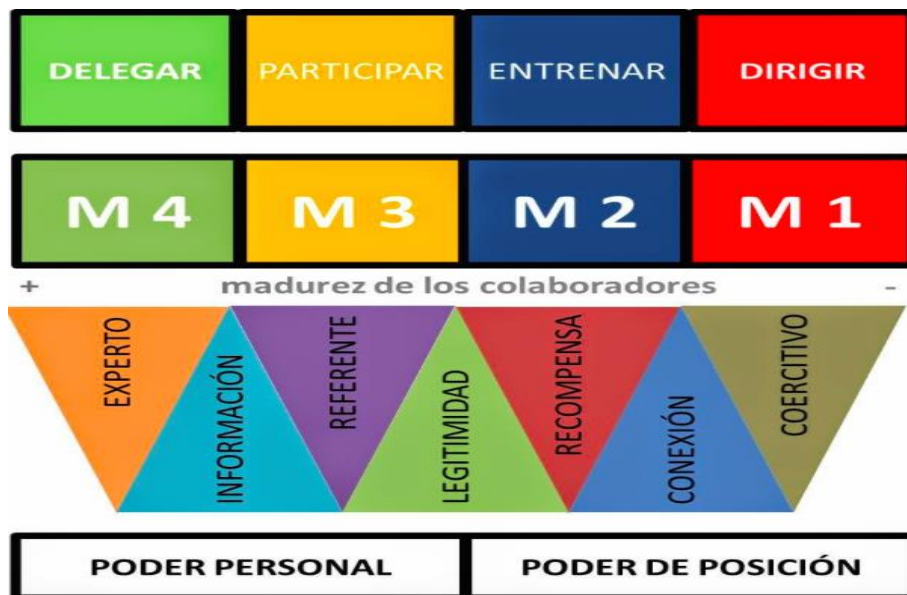 DELEGAR PARTICIPAR ENTRENAR DIRIGIR
M 4 M 3 M 2 M 1
+ madurez de los colaboradores -
EXPERTO
INFORMACIÓN
REFERENTE
LEGITIMIDAD
RECOMPENSA
CONEXIÓN
COERCITIVO
PODER PERSONAL PODER DE POSICIÓN